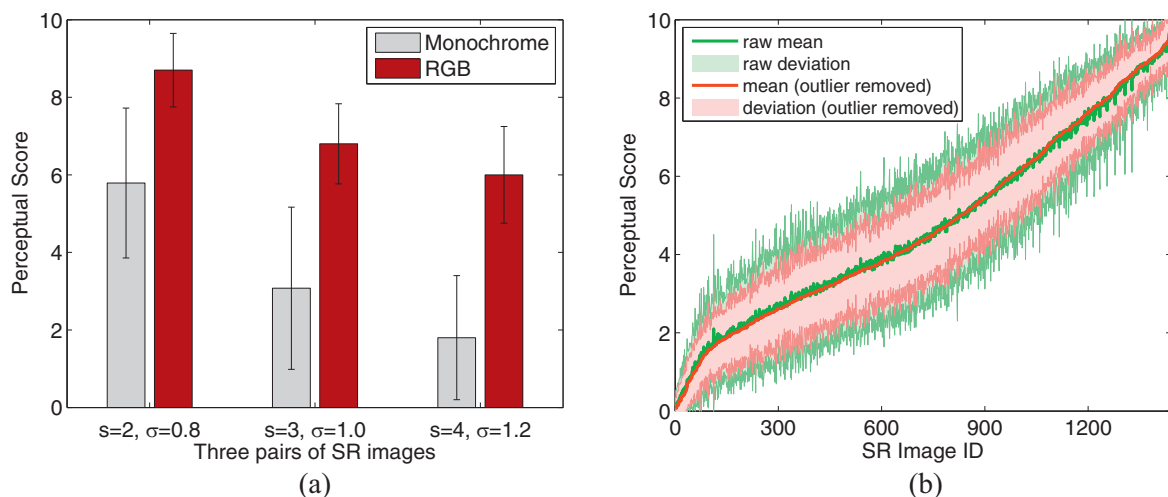 10
8
6
4
2
0
Perceptual Score
Monochrome
RGB
s=2, σ=0.8
s=3, σ=1.0
s=4, σ=1.2
Three pairs of SR images
(a)
10
8
6
4
2
0
Perceptual Score
raw mean
raw deviation
mean (outlier removed)
deviation (outlier removed)
0
300
600
900
1200
SR Image ID
(b)